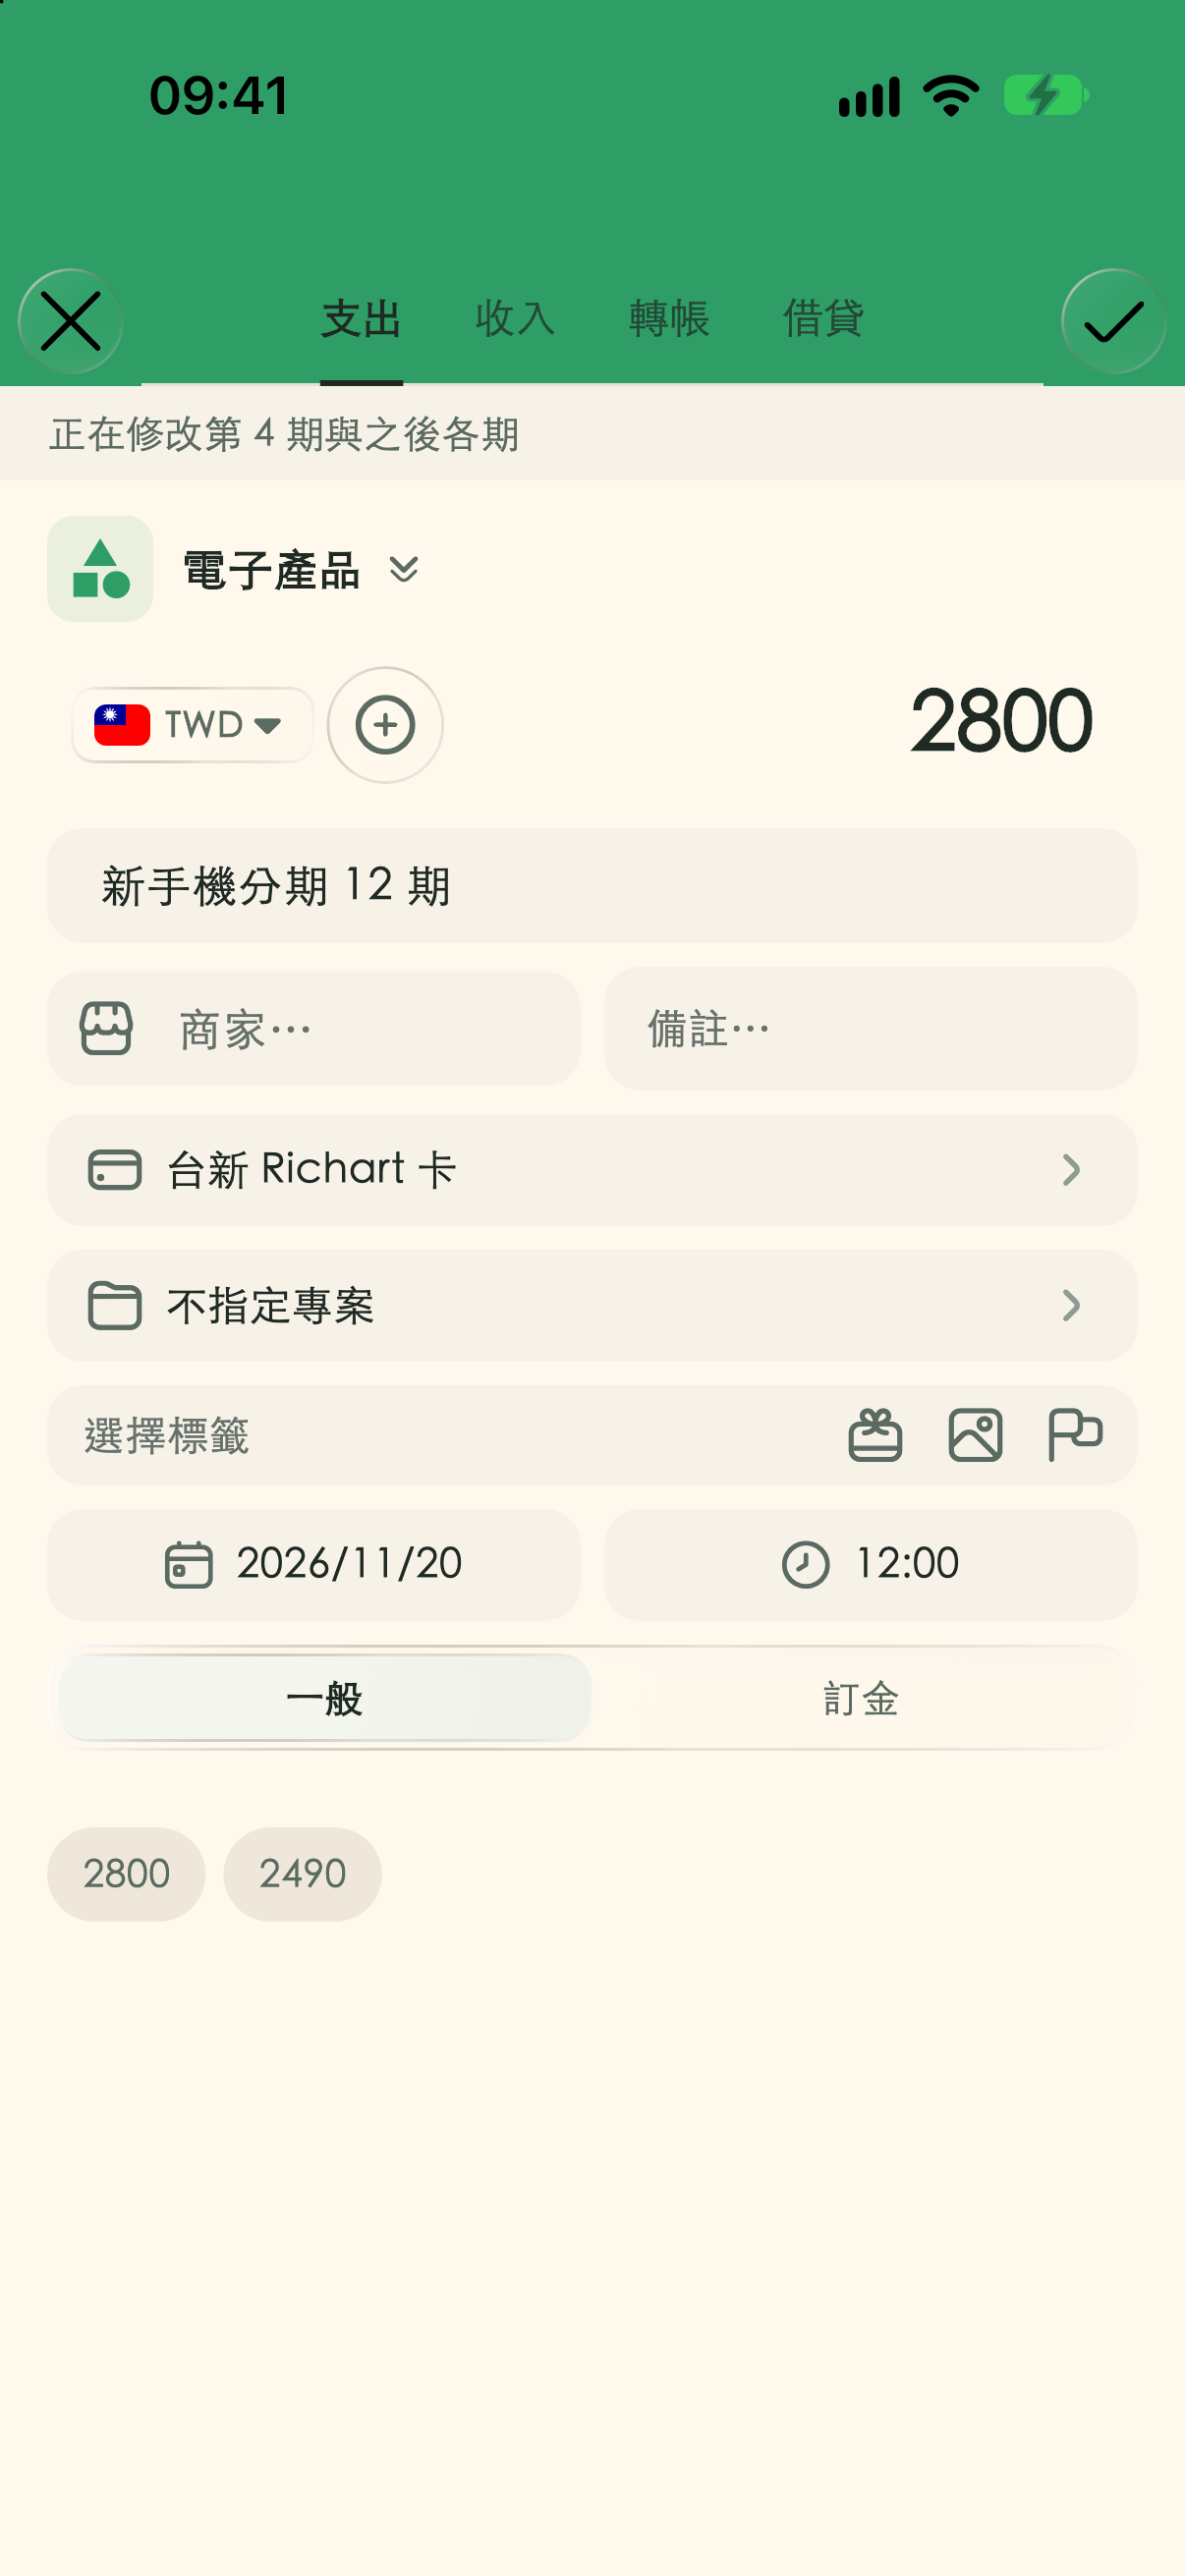 09:41
支出 收入 轉帳 借貸
正在修改第 4 期與之後各期
電子產品
TWD 2800
新手機分期 12 期
商家… 備註…
台新 Richart 卡
不指定專案
選擇標籤
2026/11/20 12:00
一般 訂金
2800 2490